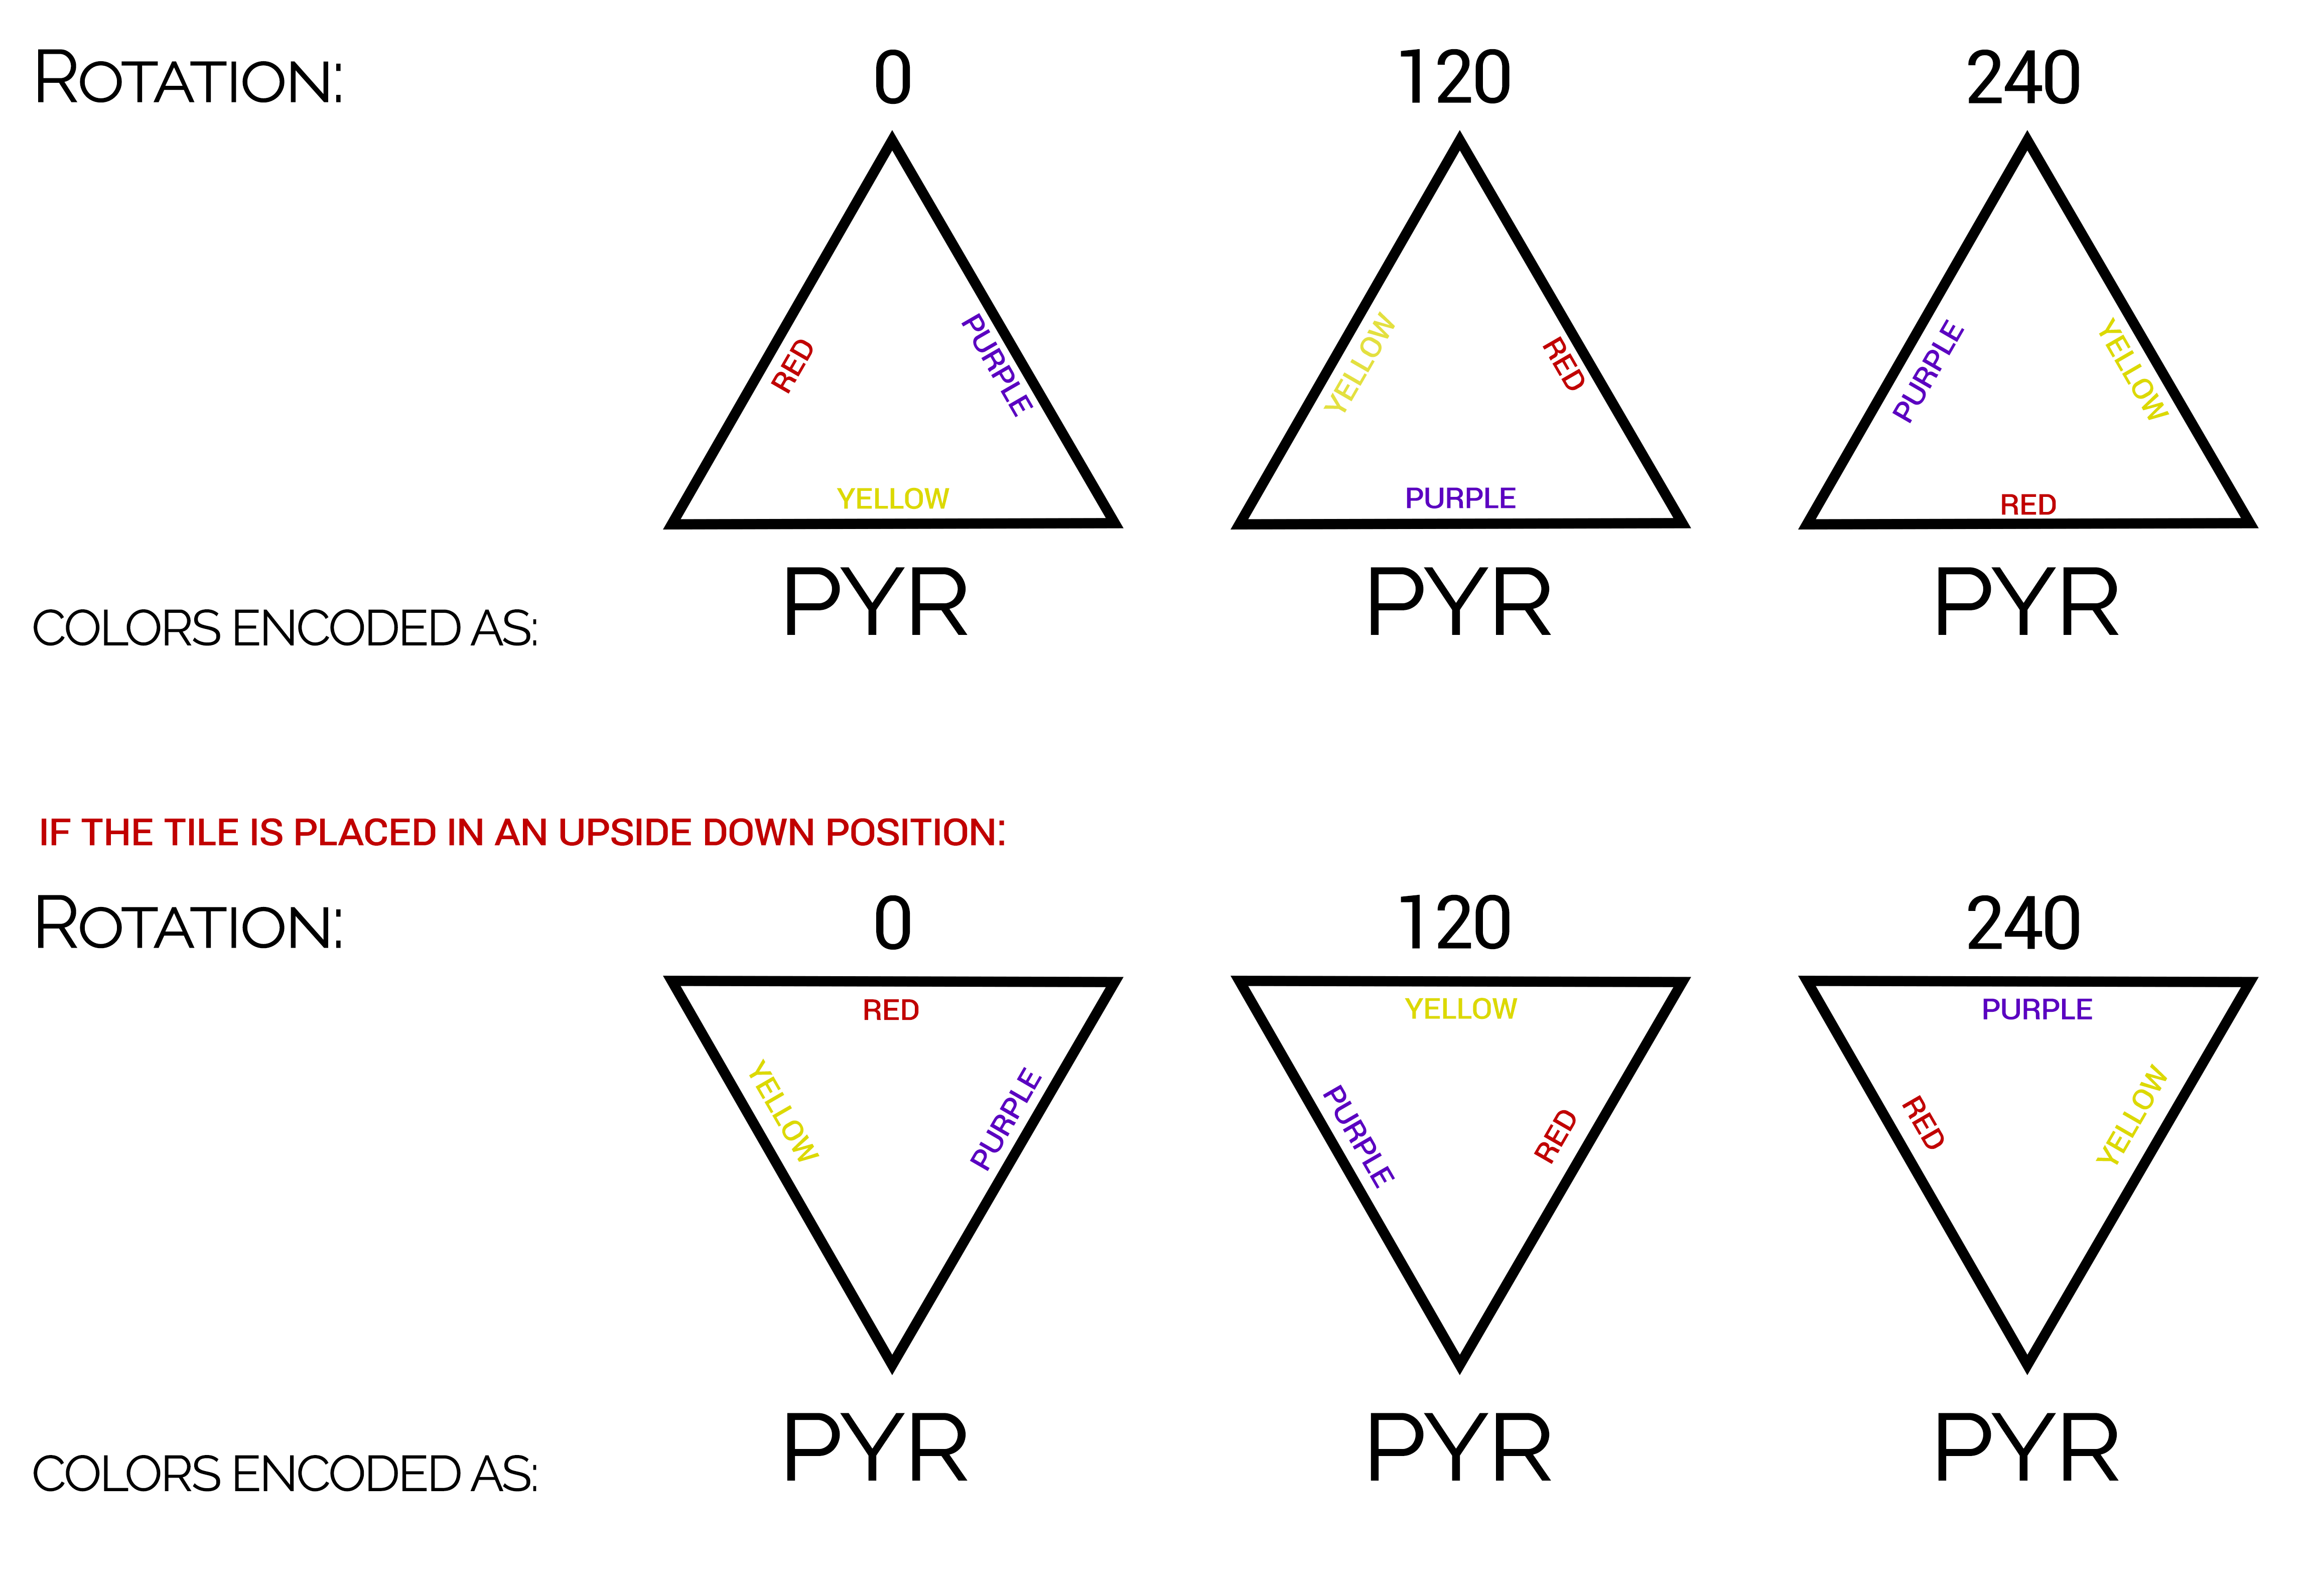 ROTATION: 0 120 240
RED PURPLE YELLOW RED PURPLE YELLOW
YELLOW PURPLE RED
COLORS ENCODED AS: PYR PYR PYR
IF THE TILE IS PLACED IN AN UPSIDE DOWN POSITION:
ROTATION: 0 120 240
RED YELLOW PURPLE
YELLOW PURPLE PURPLE RED RED YELLOW
COLORS ENCODED AS: PYR PYR PYR